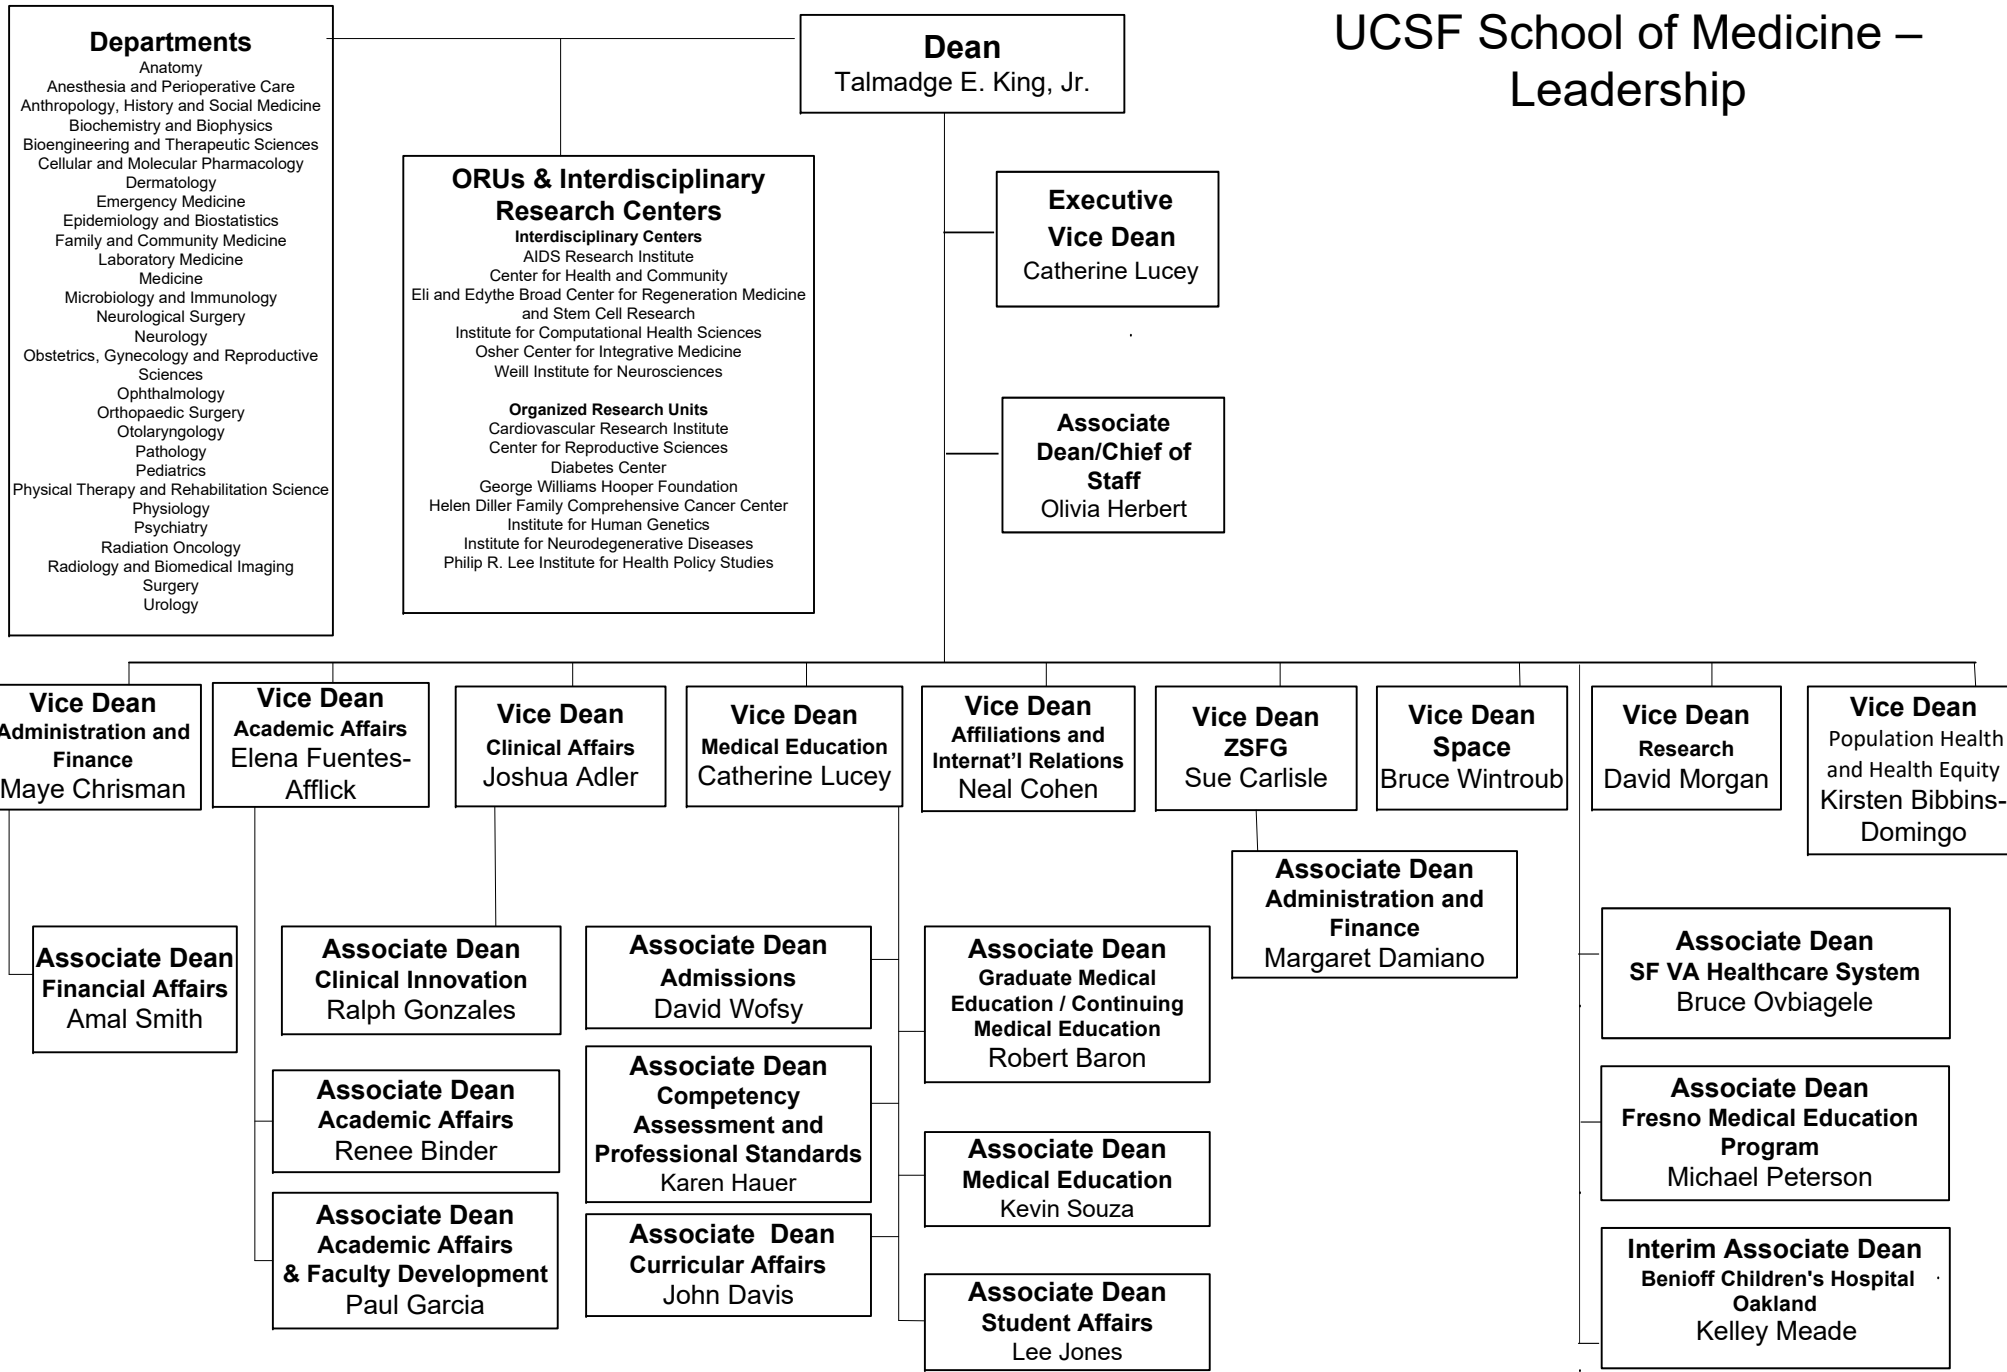 UCSF School of Medicine –
Leadership
Departments
Anatomy
Anesthesia and Perioperative Care
Anthropology, History and Social Medicine
Biochemistry and Biophysics
Bioengineering and Therapeutic Sciences
Cellular and Molecular Pharmacology
Dermatology
Emergency Medicine
Epidemiology and Biostatistics
Family and Community Medicine
Laboratory Medicine
Medicine
Microbiology and Immunology
Neurological Surgery
Neurology
Obstetrics, Gynecology and Reproductive
Sciences
Ophthalmology
Orthopaedic Surgery
Otolaryngology
Pathology
Pediatrics
Physical Therapy and Rehabilitation Science
Physiology
Psychiatry
Radiation Oncology
Radiology and Biomedical Imaging
Surgery
Urology
Dean
Talmadge E. King, Jr.
ORUs & Interdisciplinary
Research Centers
Interdisciplinary Centers
AIDS Research Institute
Center for Health and Community
Eli and Edythe Broad Center for Regeneration Medicine
and Stem Cell Research
Institute for Computational Health Sciences
Osher Center for Integrative Medicine
Weill Institute for Neurosciences
Organized Research Units
Cardiovascular Research Institute
Center for Reproductive Sciences
Diabetes Center
George Williams Hooper Foundation
Helen Diller Family Comprehensive Cancer Center
Institute for Human Genetics
Institute for Neurodegenerative Diseases
Philip R. Lee Institute for Health Policy Studies
Executive
Vice Dean
Catherine Lucey
Associate
Dean/Chief of
Staff
Olivia Herbert
Vice Dean
Administration and
Finance
Maye Chrisman
Vice Dean
Academic Affairs
Elena Fuentes-
Afflick
Vice Dean
Clinical Affairs
Joshua Adler
Vice Dean
Medical Education
Catherine Lucey
Vice Dean
Affiliations and
Internat'l Relations
Neal Cohen
Vice Dean
ZSFG
Sue Carlisle
Vice Dean
Space
Bruce Wintroub
Vice Dean
Research
David Morgan
Vice Dean
Population Health
and Health Equity
Kirsten Bibbins-
Domingo
Associate Dean
Financial Affairs
Amal Smith
Associate Dean
Clinical Innovation
Ralph Gonzales
Associate Dean
Academic Affairs
Renee Binder
Associate Dean
Academic Affairs
& Faculty Development
Paul Garcia
Associate Dean
Admissions
David Wofsy
Associate Dean
Competency
Assessment and
Professional Standards
Karen Hauer
Associate Dean
Curricular Affairs
John Davis
Associate Dean
Graduate Medical
Education / Continuing
Medical Education
Robert Baron
Associate Dean
Medical Education
Kevin Souza
Associate Dean
Student Affairs
Lee Jones
Associate Dean
Administration and
Finance
Margaret Damiano
Associate Dean
SF VA Healthcare System
Bruce Ovbiagele
Associate Dean
Fresno Medical Education
Program
Michael Peterson
Interim Associate Dean
Benioff Children's Hospital
Oakland
Kelley Meade